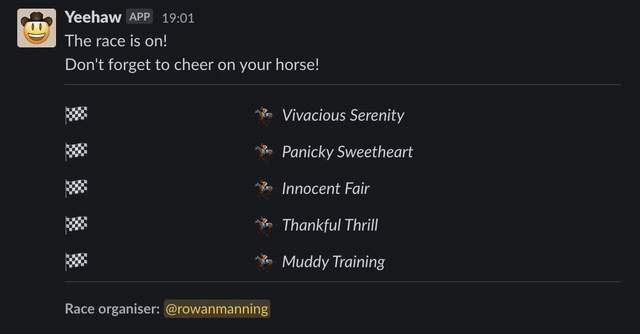 Yeehaw APP 19:01
The race is on!
Don't forget to cheer on your horse!
Vivacious Serenity
Panicky Sweetheart
Innocent Fair
Thankful Thrill
Muddy Training
Race organiser: @rowanmanning